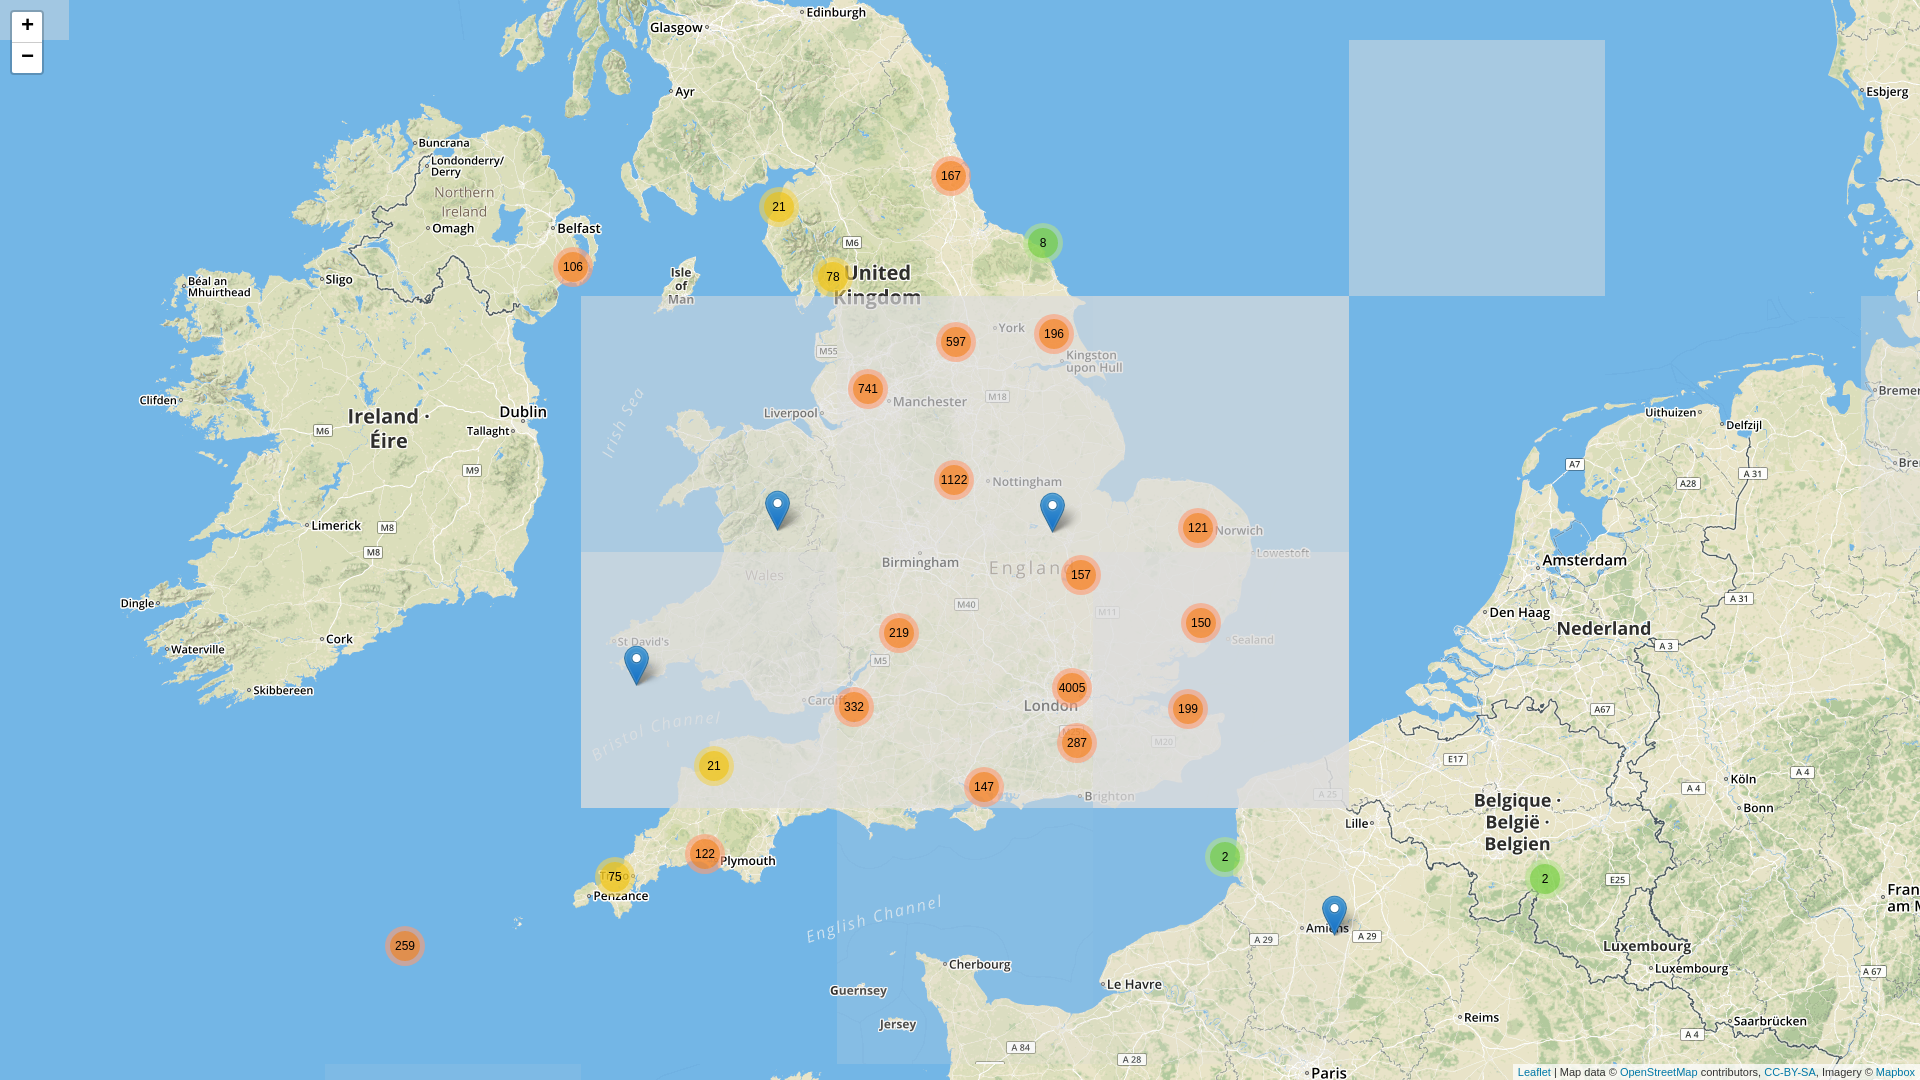 +
−
Edinburgh
Glasgow
Ayr
Esbjerg
Buncrana
Londonderry/
Derry
Northern
Ireland
Omagh
Belfast
167
21
8
M6
106
78
United
Kingdom
Isle
of
Man
Sligo
Béal an
Mhuirthead
York
196
597
M55
Kingston
upon Hull
741
Manchester
M18
Clifden
Liverpool
Dublin
Ireland ·
Éire
Tallaght
M6
Irish Sea
M9
Uithuizen
Delfzijl
A7
A 31
A28
1122
Nottingham
Limerick
M8
M8
121
Norwich
Lowestoft
Birmingham
Wales
157
Amsterdam
A 31
Dingle
M40
M11
Den Haag
Nederland
150
Sealand
219
Cork
St David's
Waterville
A 3
M5
Skibbereen
4005
London
332
199
A67
287
M20
Bristol Channel
E17
21
147
Brighton
A 25
Köln
A 4
A 4
Bonn
Belgique ·
België ·
Belgien
Lille
122
Plymouth
75
Penzance
2
2
E25
English Channel
259
Amiens
A 29
A 29
Luxembourg
Luxembourg
Cherbourg
A 67
Le Havre
Guernsey
Jersey
Reims
Saarbrücken
A 4
A 84
A 28
Paris
Leaflet | Map data © OpenStreetMap contributors, CC-BY-SA, Imagery © Mapbox